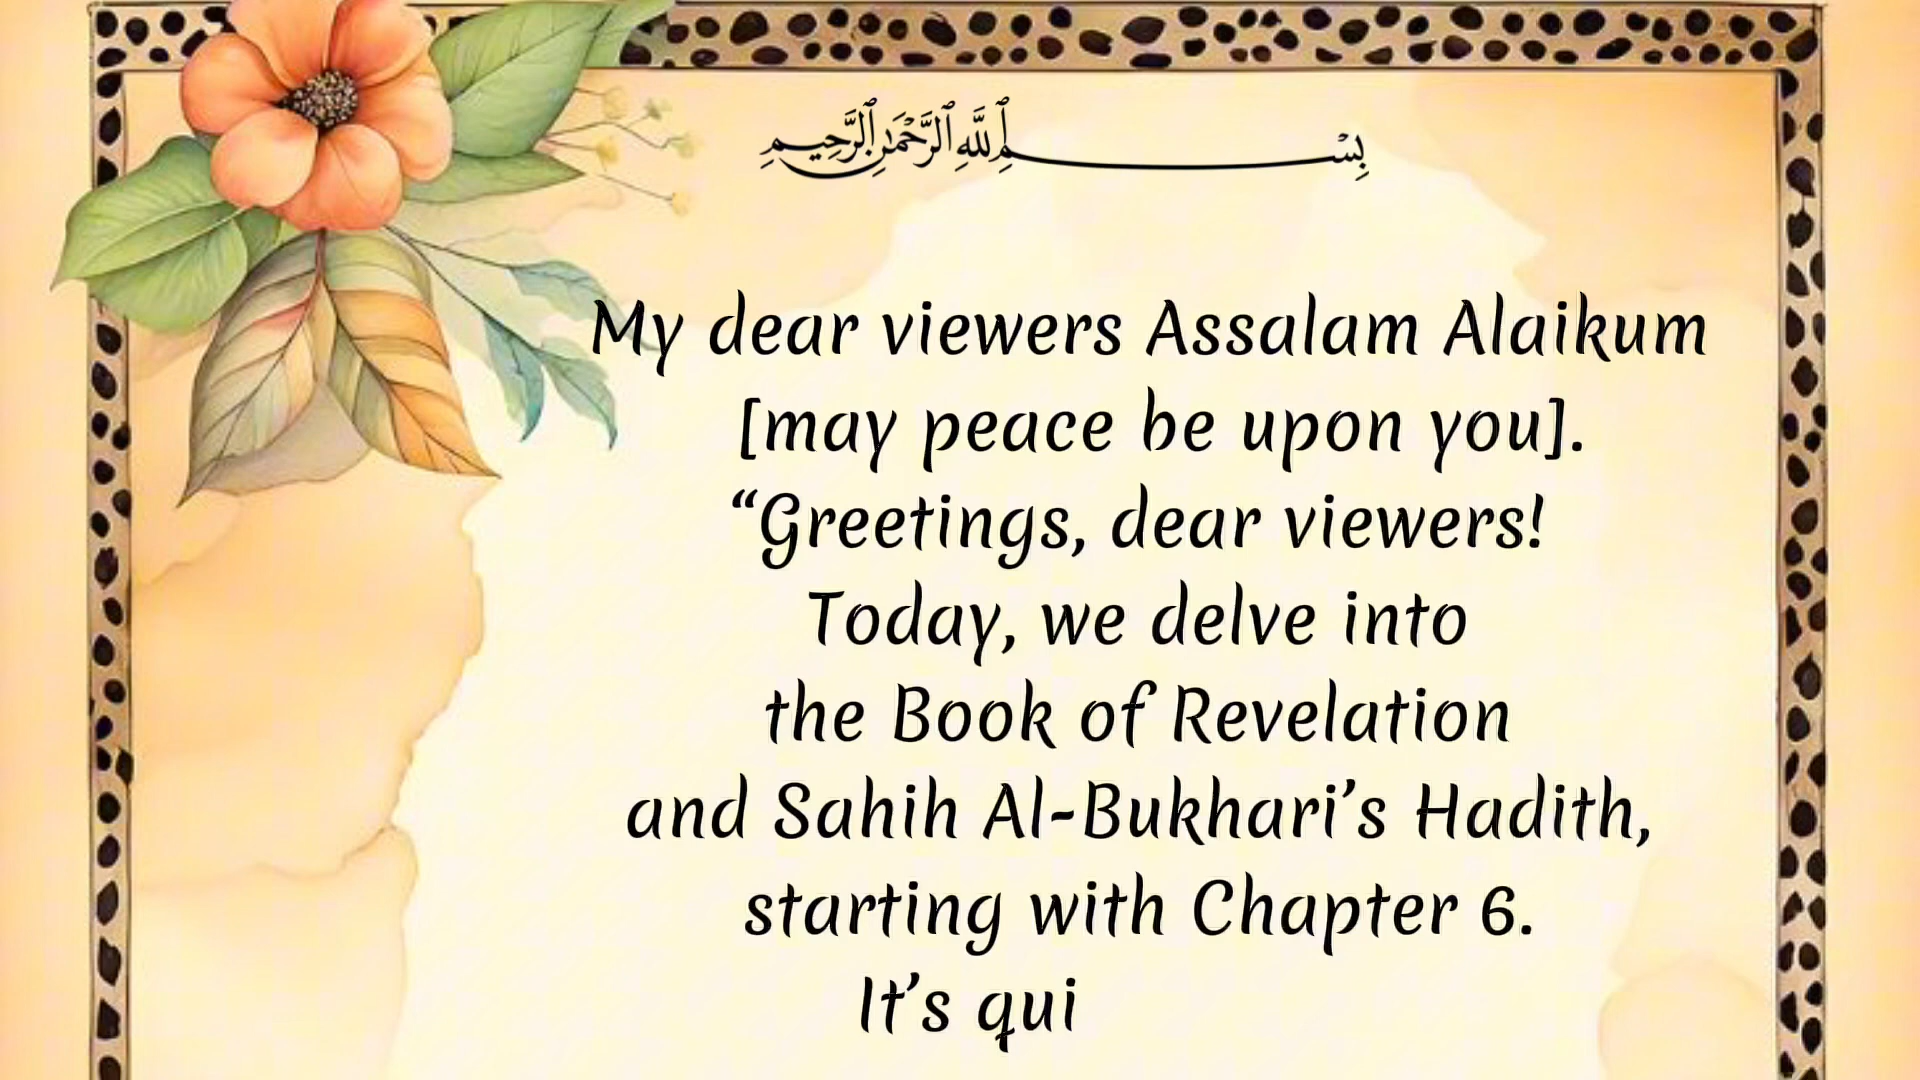 بِسْمِ ٱللَّهِ ٱلرَّحْمَٰنِ ٱلرَّحِيمِ
My dear viewers Assalam Alaikum
[may peace be upon you].
“Greetings, dear viewers!
Today, we delve into
the Book of Revelation
and Sahih Al-Bukhari’s Hadith,
starting with Chapter 6.
It’s qui